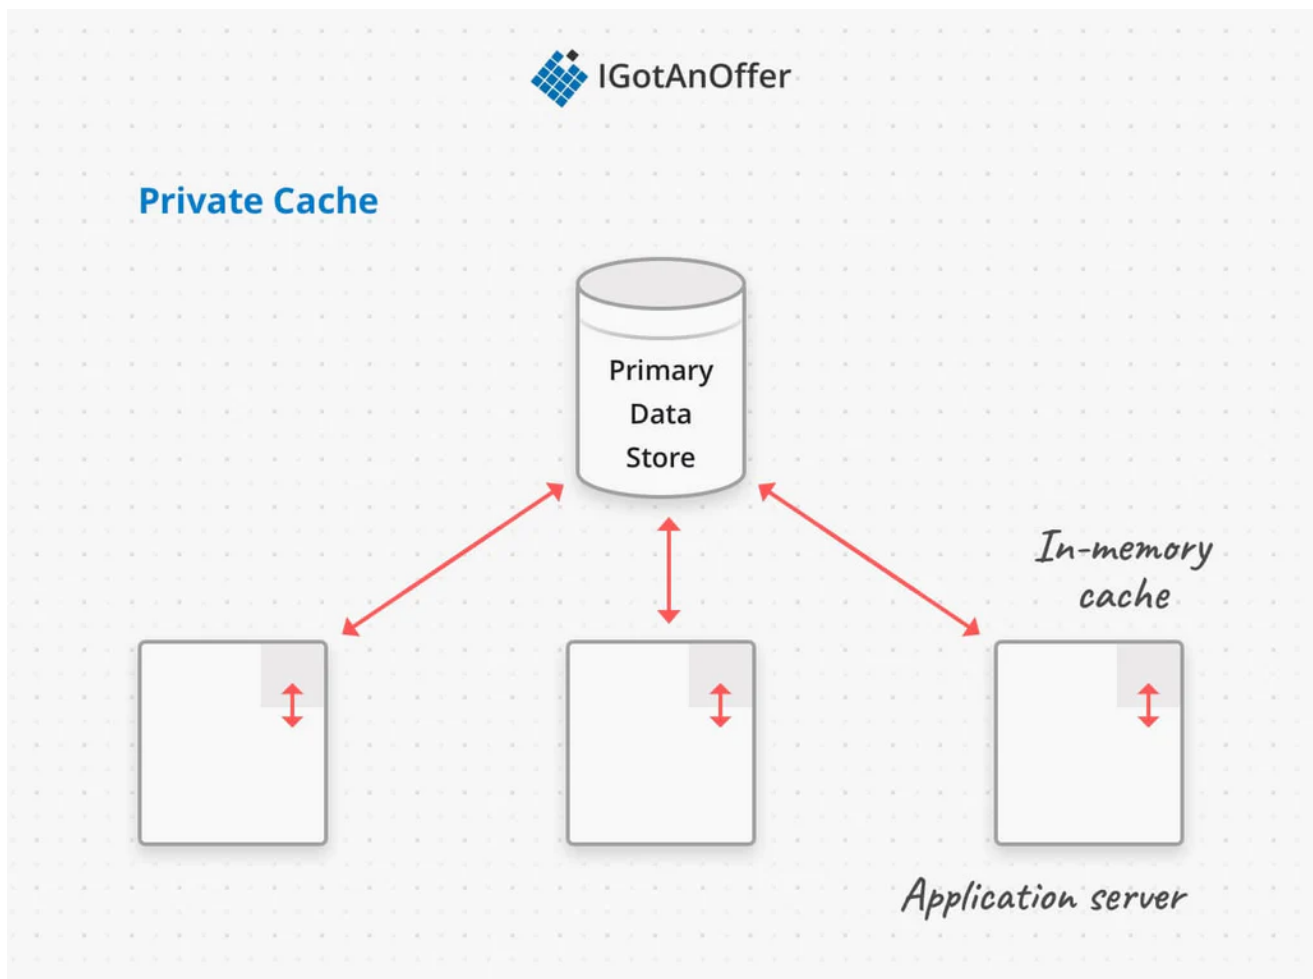 IGotAnOffer
Private Cache
Primary
Data
Store
In-memory
cache
Application server